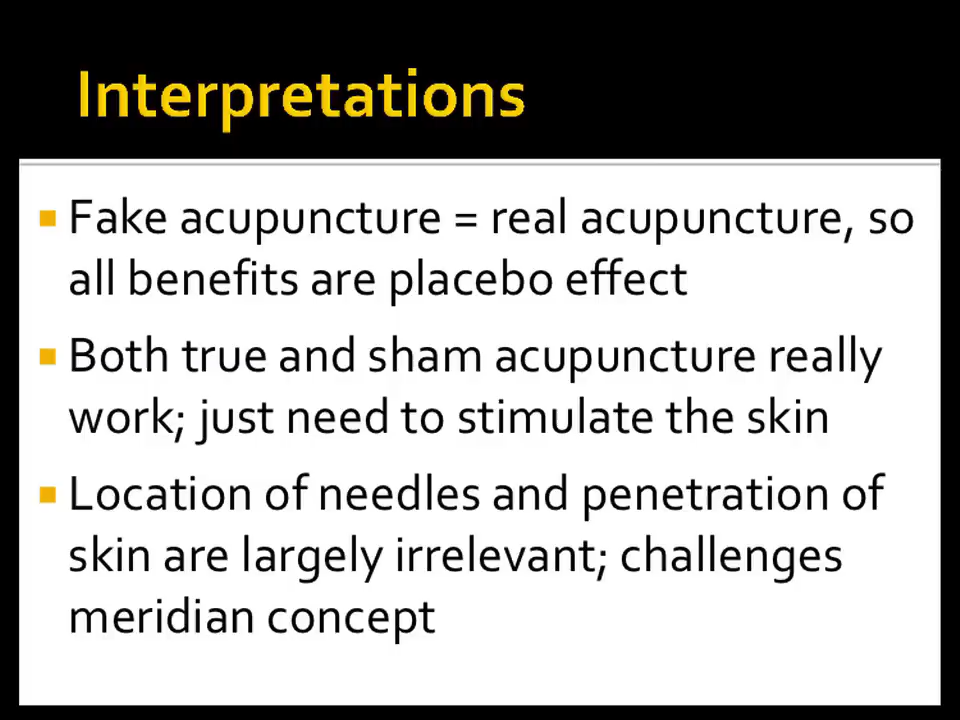 Interpretations
Fake acupuncture = real acupuncture, so
all benefits are placebo effect
Both true and sham acupuncture really
work; just need to stimulate the skin
Location of needles and penetration of
skin are largely irrelevant; challenges
meridian concept